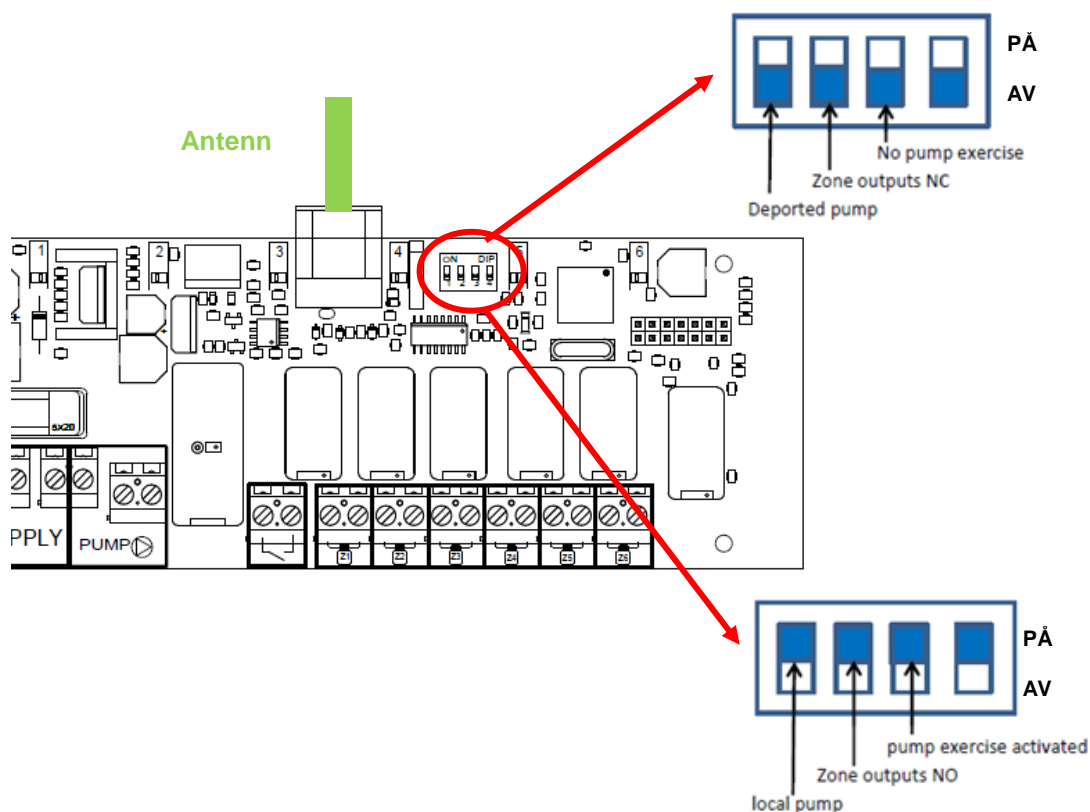 PÅ
AV
No pump exercise
Zone outputs NC
Deported pump
Antenn
1 2 3 4 5 6
ON DIP
1 2 3 4
5X20
PPLY PUMP
Z1 Z2 Z3 Z4 Z5 Z6
PÅ
AV
pump exercise activated
Zone outputs NO
local pump